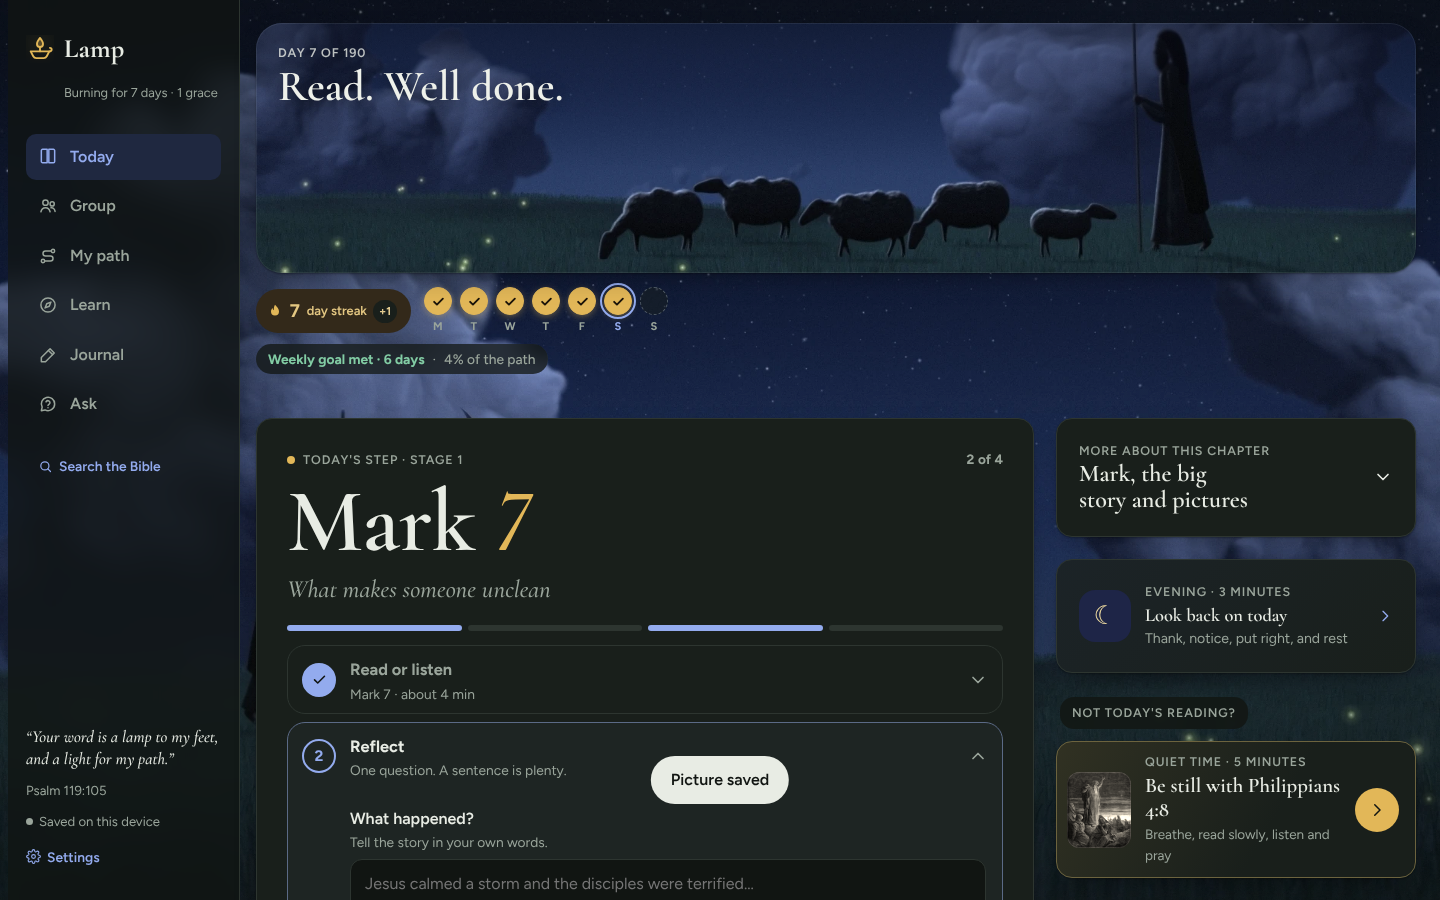 Lamp
Burning for 7 days · 1 grace
Today
Group
My path
Learn
Journal
Ask
Search the Bible
“Your word is a lamp to my feet,
and a light for my path.”
Psalm 119:105
Saved on this device
Settings
DAY 7 OF 190
Read. Well done.
7 day streak +1
M T W T F S S
Weekly goal met · 6 days · 4% of the path
TODAY'S STEP · STAGE 1
2 of 4
Mark 7
What makes someone unclean
Read or listen
Mark 7 · about 4 min
2
Reflect
One question. A sentence is plenty.
Picture saved
What happened?
Tell the story in your own words.
Jesus calmed a storm and the disciples were terrified…
MORE ABOUT THIS CHAPTER
Mark, the big
story and pictures
EVENING · 3 MINUTES
Look back on today
Thank, notice, put right, and rest
NOT TODAY'S READING?
QUIET TIME · 5 MINUTES
Be still with Philippians
4:8
Breathe, read slowly, listen and
pray